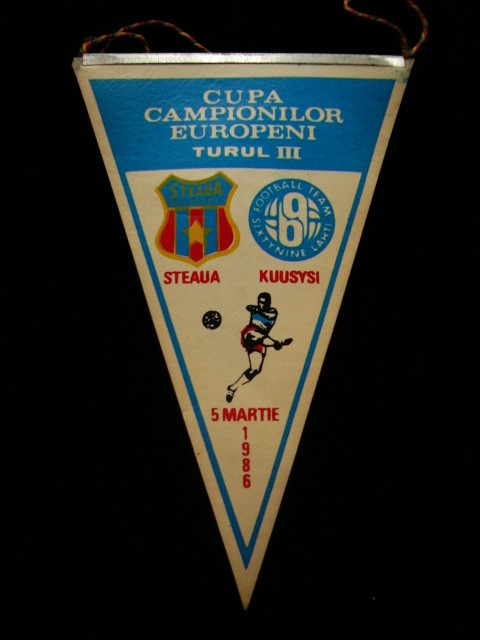 CUPA
CAMPIONILOR
EUROPENI
TURUL III
STEAUA
FOOTBALL TEAM
69
SIXTYNINE LAHTI
STEAUA KUUSYSI
5 MARTIE
1
9
8
6